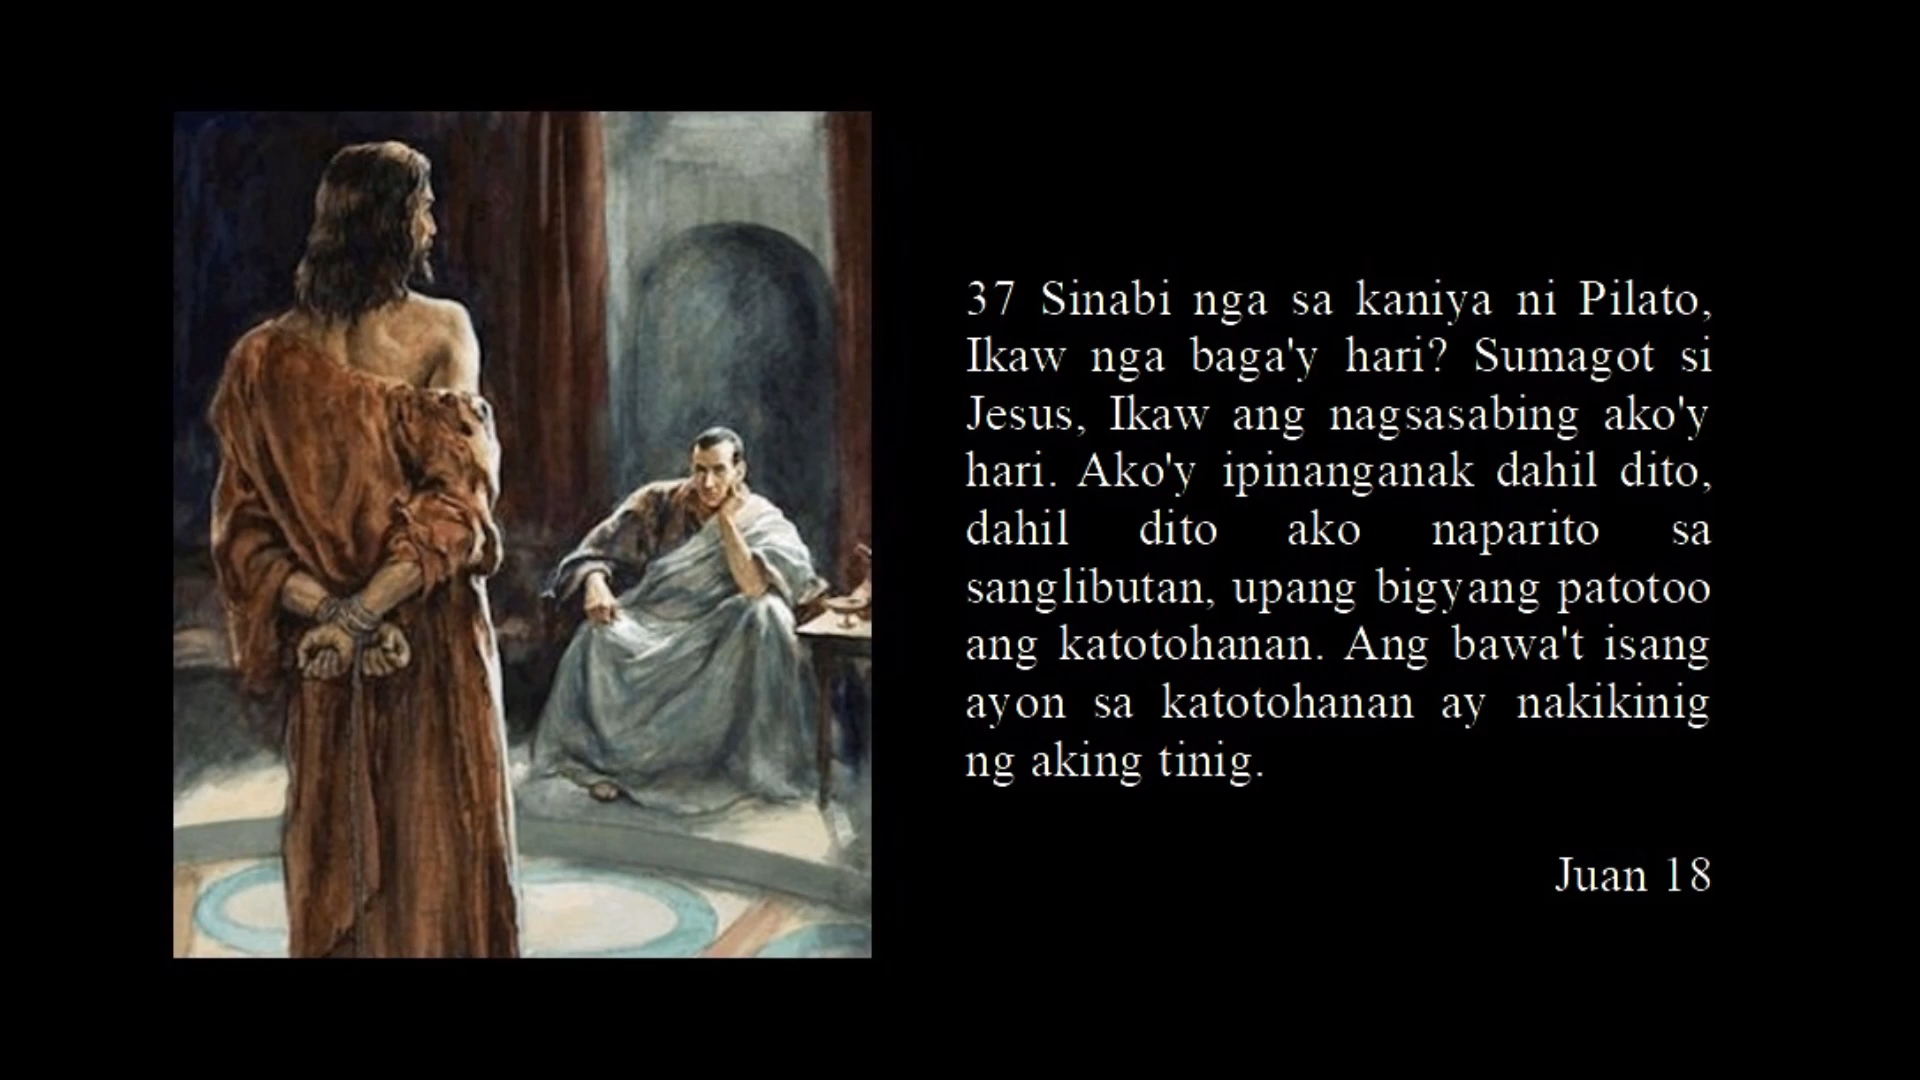 37 Sinabi nga sa kaniya ni Pilato,
Ikaw nga baga'y hari? Sumagot si
Jesus, Ikaw ang nagsasabing ako'y
hari. Ako'y ipinanganak dahil dito,
dahil dito ako naparito sa
sanglibutan, upang bigyang patotoo
ang katotohanan. Ang bawa't isang
ayon sa katotohanan ay nakikinig
ng aking tinig.
Juan 18